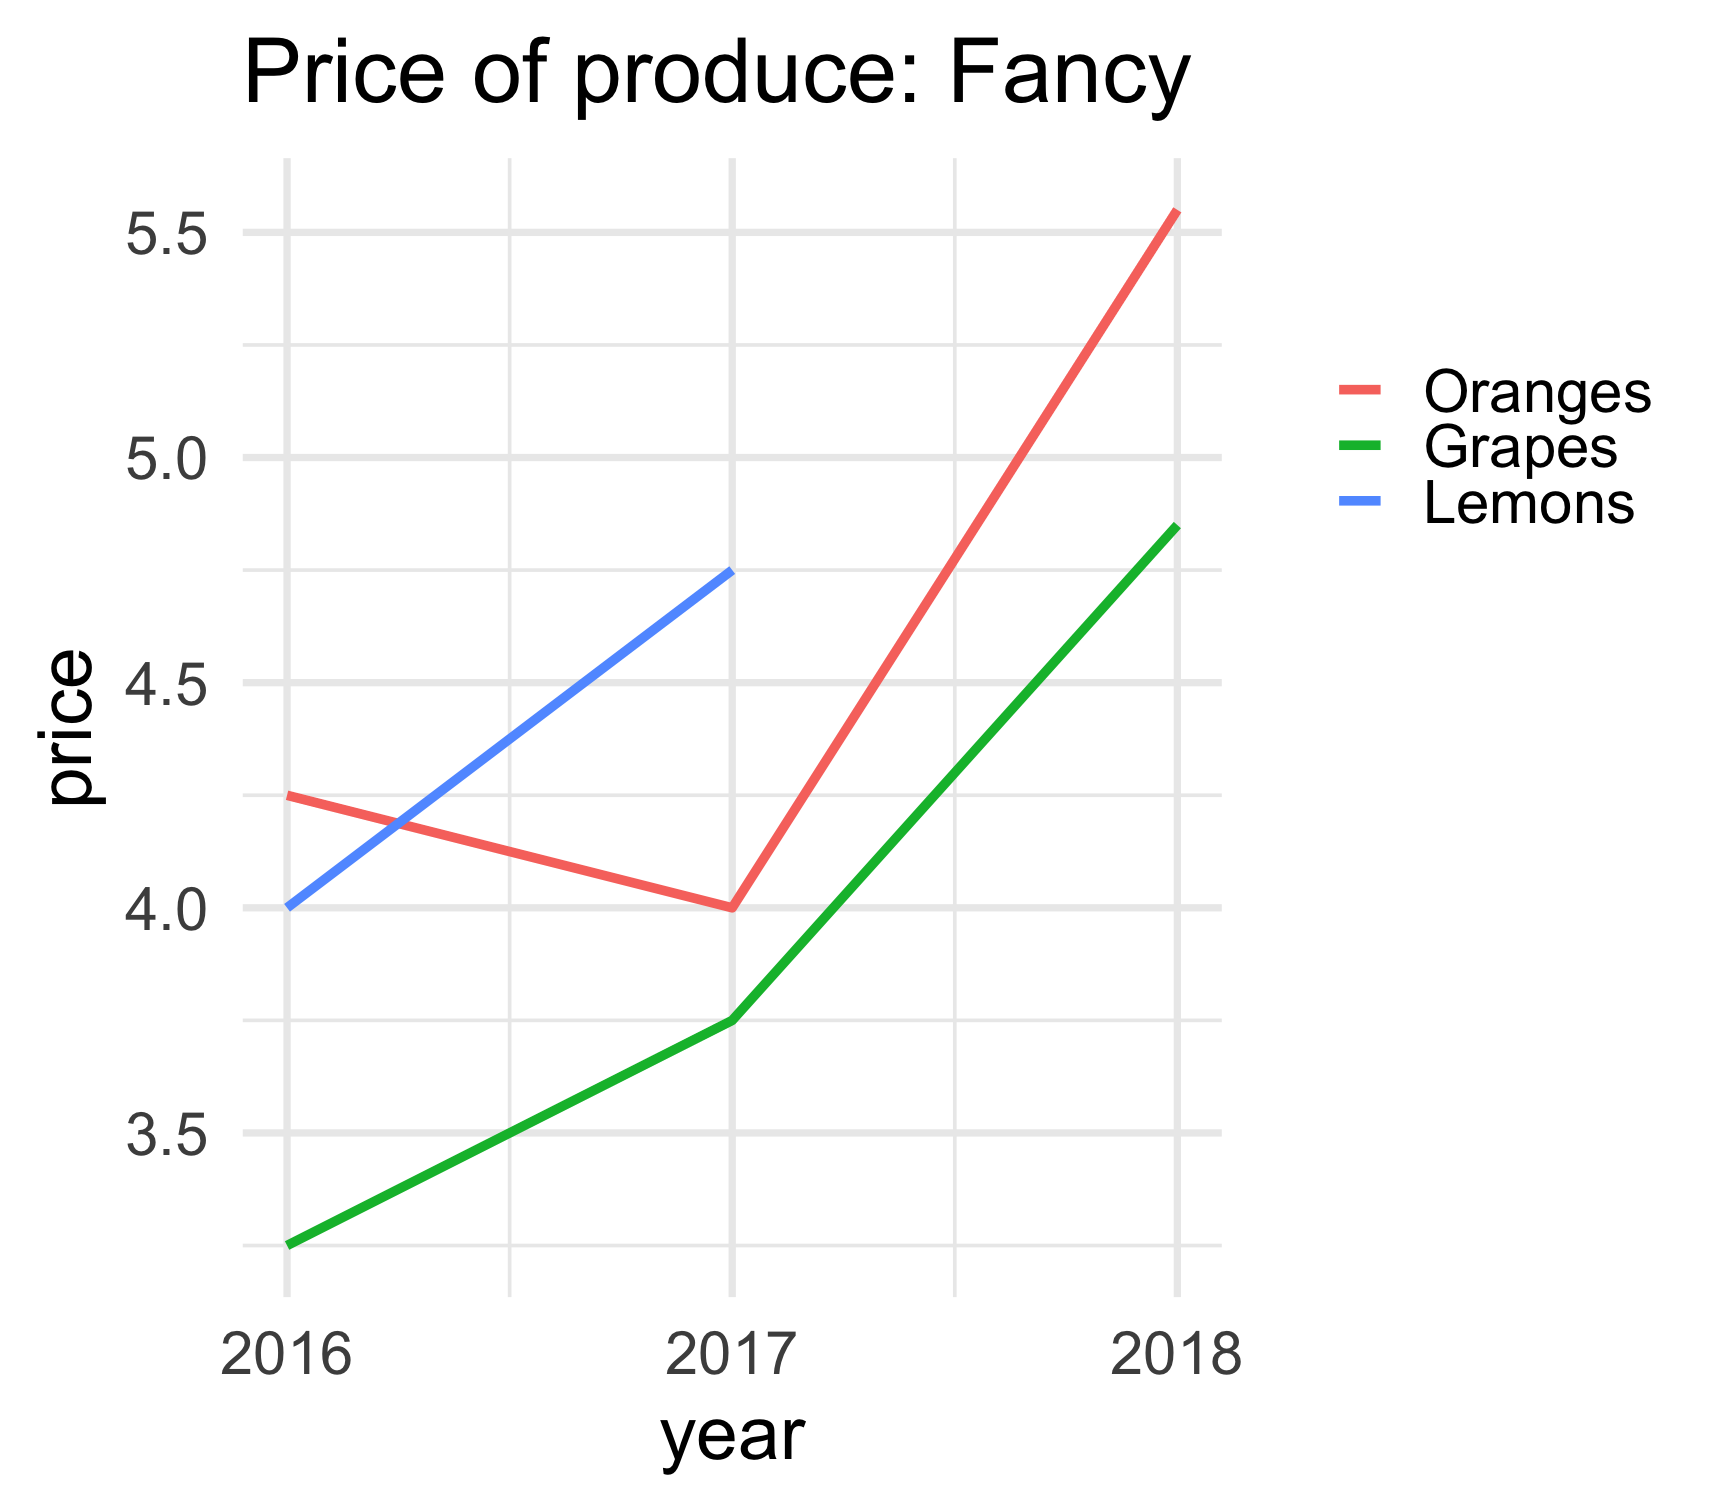 Price of produce: Fancy
5.5
5.0
4.5
4.0
3.5
price
2016 2017 2018
year
Oranges
Grapes
Lemons